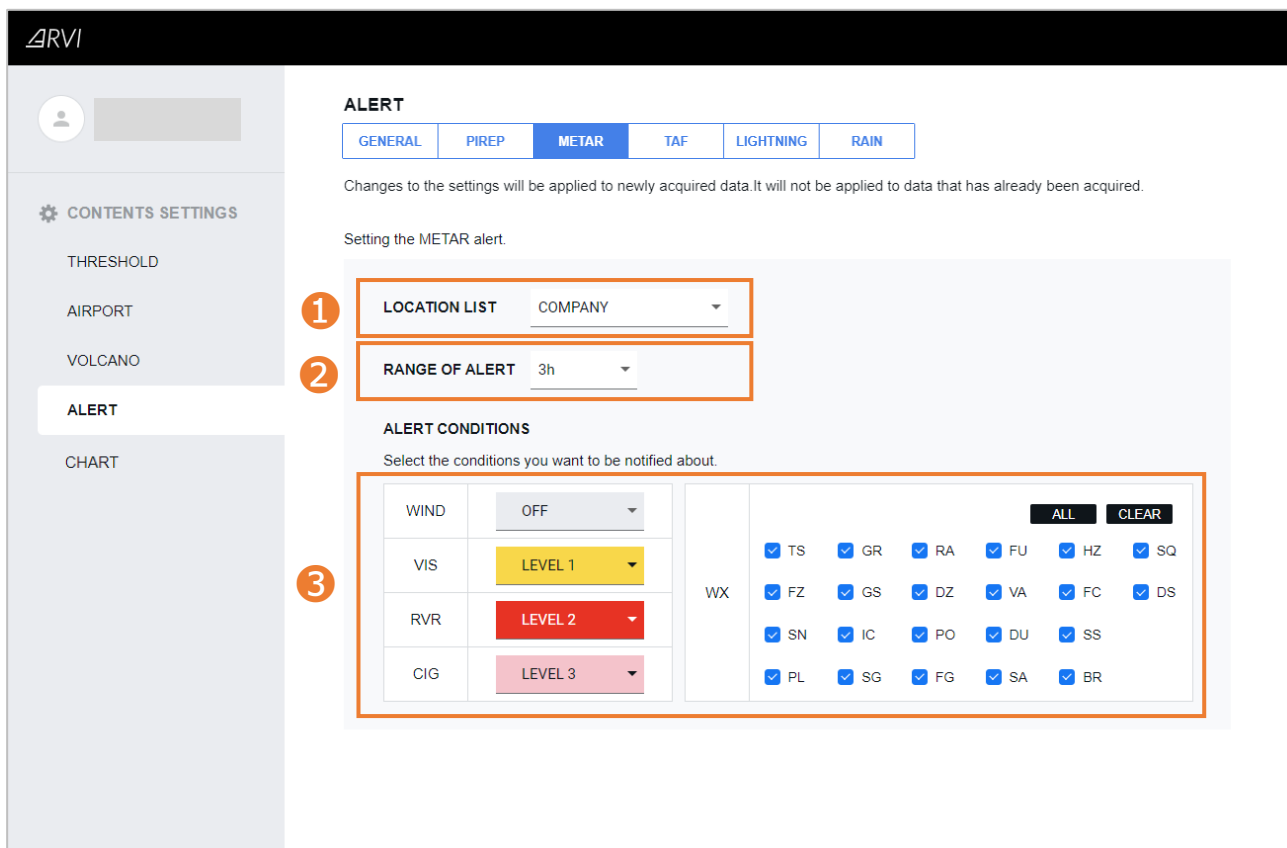 ARVI
ALERT
GENERAL PIREP METAR TAF LIGHTNING RAIN
Changes to the settings will be applied to newly acquired data.It will not be applied to data that has already been acquired.
CONTENTS SETTINGS
THRESHOLD
AIRPORT
VOLCANO
ALERT
CHART
Setting the METAR alert.
1 LOCATION LIST COMPANY
2 RANGE OF ALERT 3h
ALERT CONDITIONS
Select the conditions you want to be notified about.
3
WIND OFF
VIS LEVEL 1
RVR LEVEL 2
CIG LEVEL 3
WX
ALL CLEAR
TS GR RA FU HZ SQ
FZ GS DZ VA FC DS
SN IC PO DU SS
PL SG FG SA BR